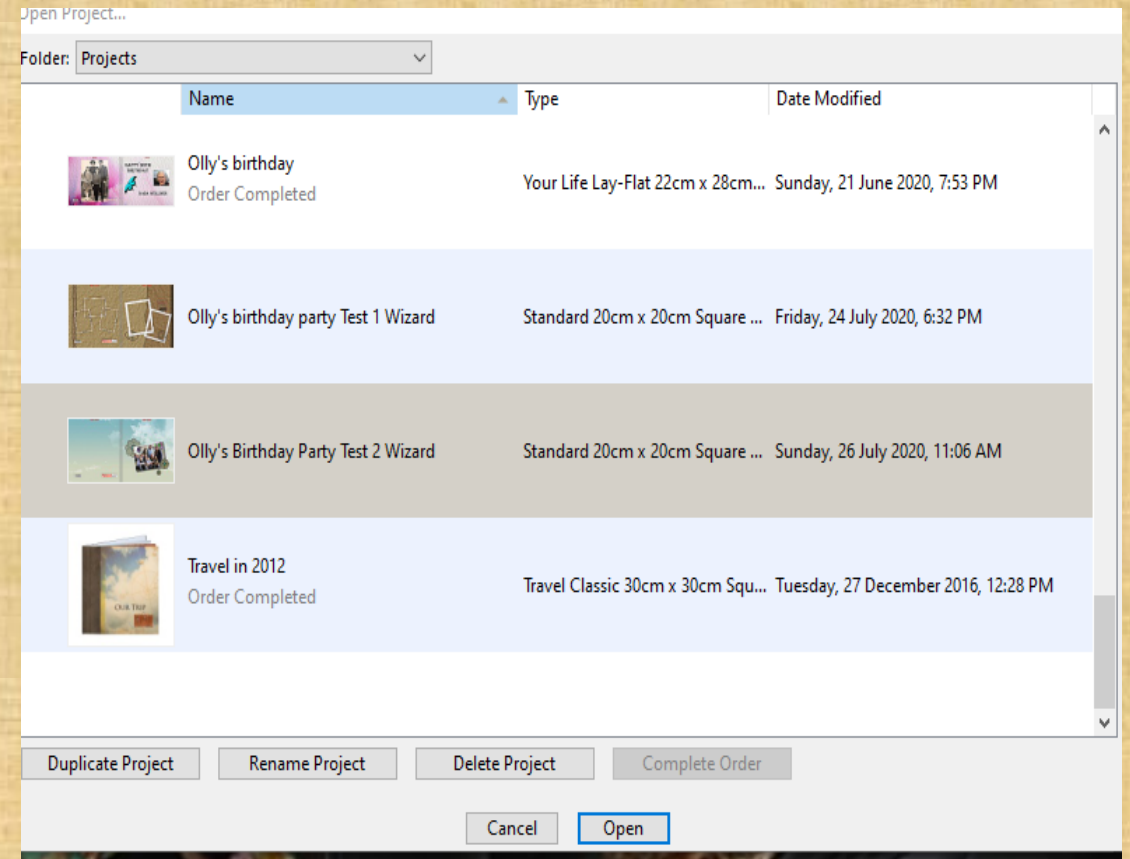 Open Project...
Folder: Projects
Name Type Date Modified
Olly's birthday
Order Completed
Your Life Lay-Flat 22cm x 28cm... Sunday, 21 June 2020, 7:53 PM
Olly's birthday party Test 1 Wizard Standard 20cm x 20cm Square ... Friday, 24 July 2020, 6:32 PM
Olly's Birthday Party Test 2 Wizard Standard 20cm x 20cm Square ... Sunday, 26 July 2020, 11:06 AM
OUR TRIP
Travel in 2012
Order Completed
Travel Classic 30cm x 30cm Squ... Tuesday, 27 December 2016, 12:28 PM
Duplicate Project Rename Project Delete Project Complete Order
Cancel Open